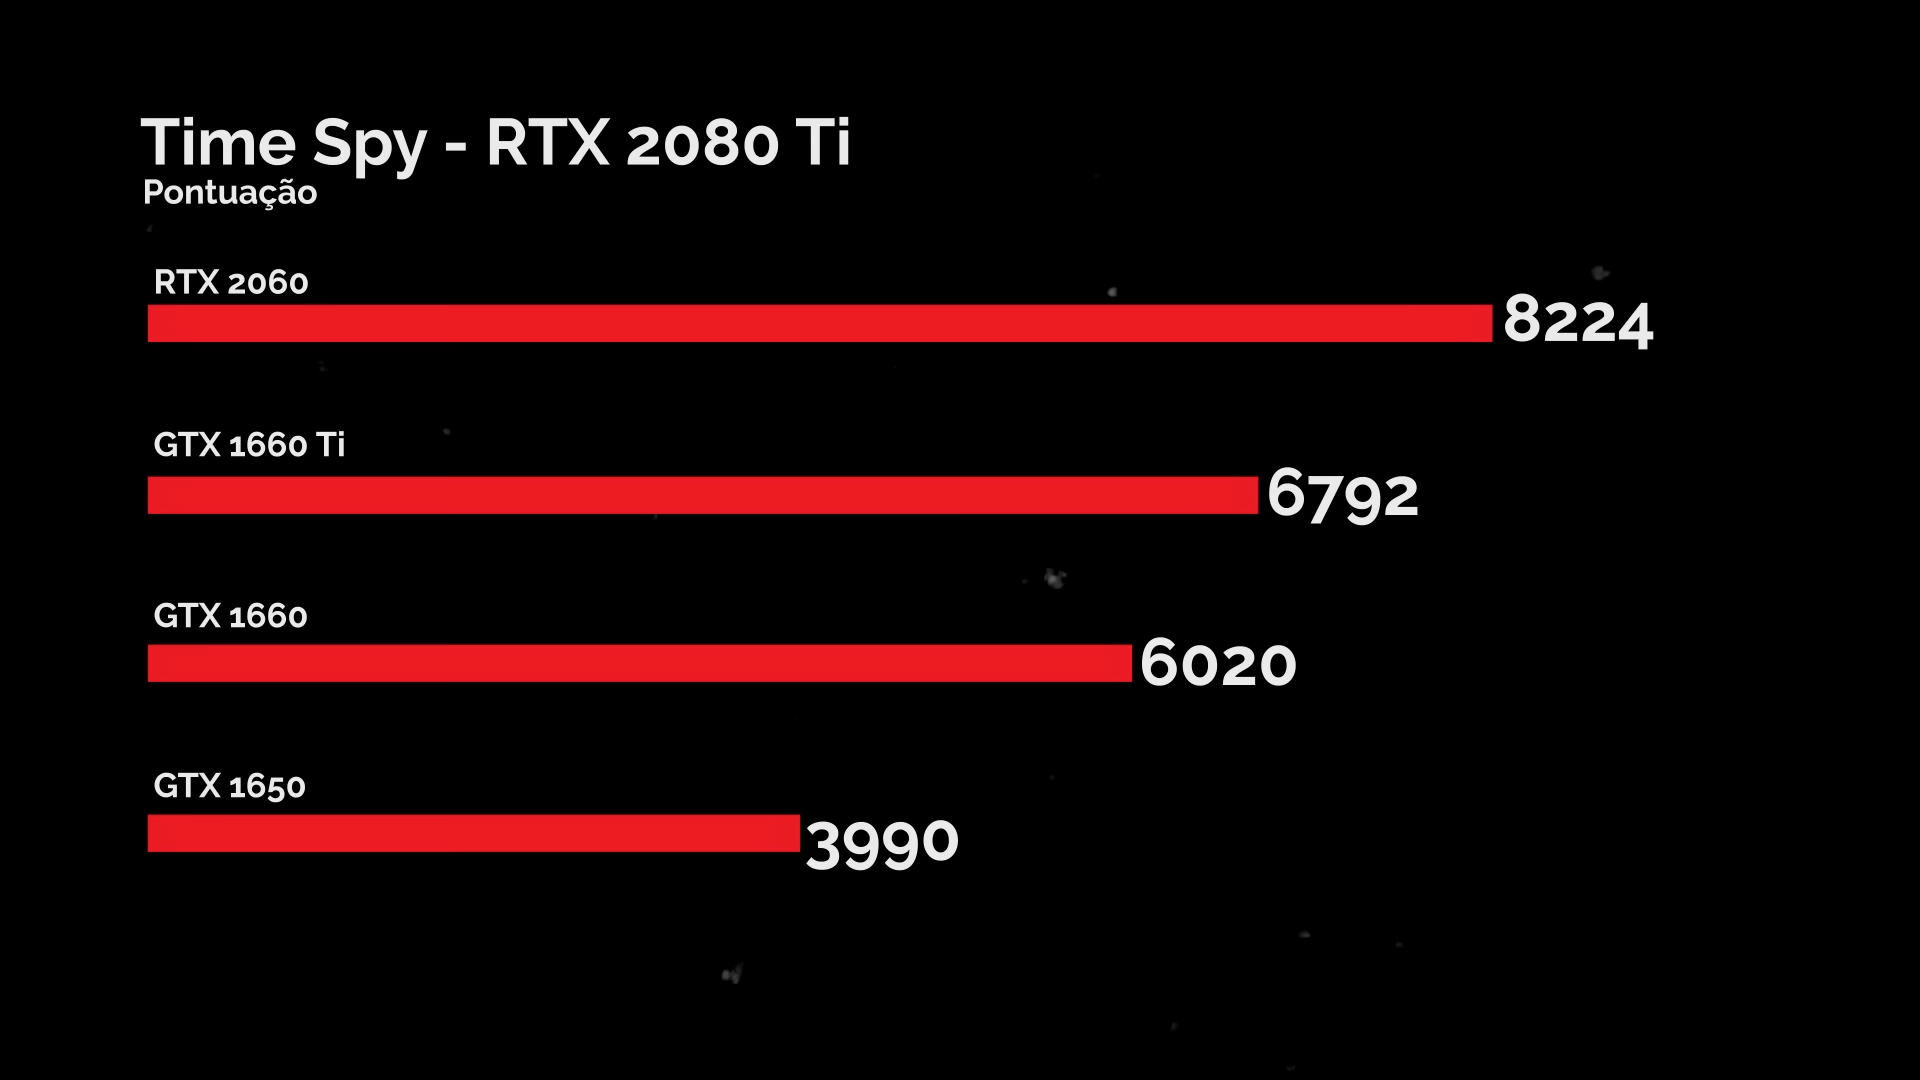 Time Spy - RTX 2080 Ti
Pontuação
RTX 2060
8224
GTX 1660 Ti
6792
GTX 1660
6020
GTX 1650
3990